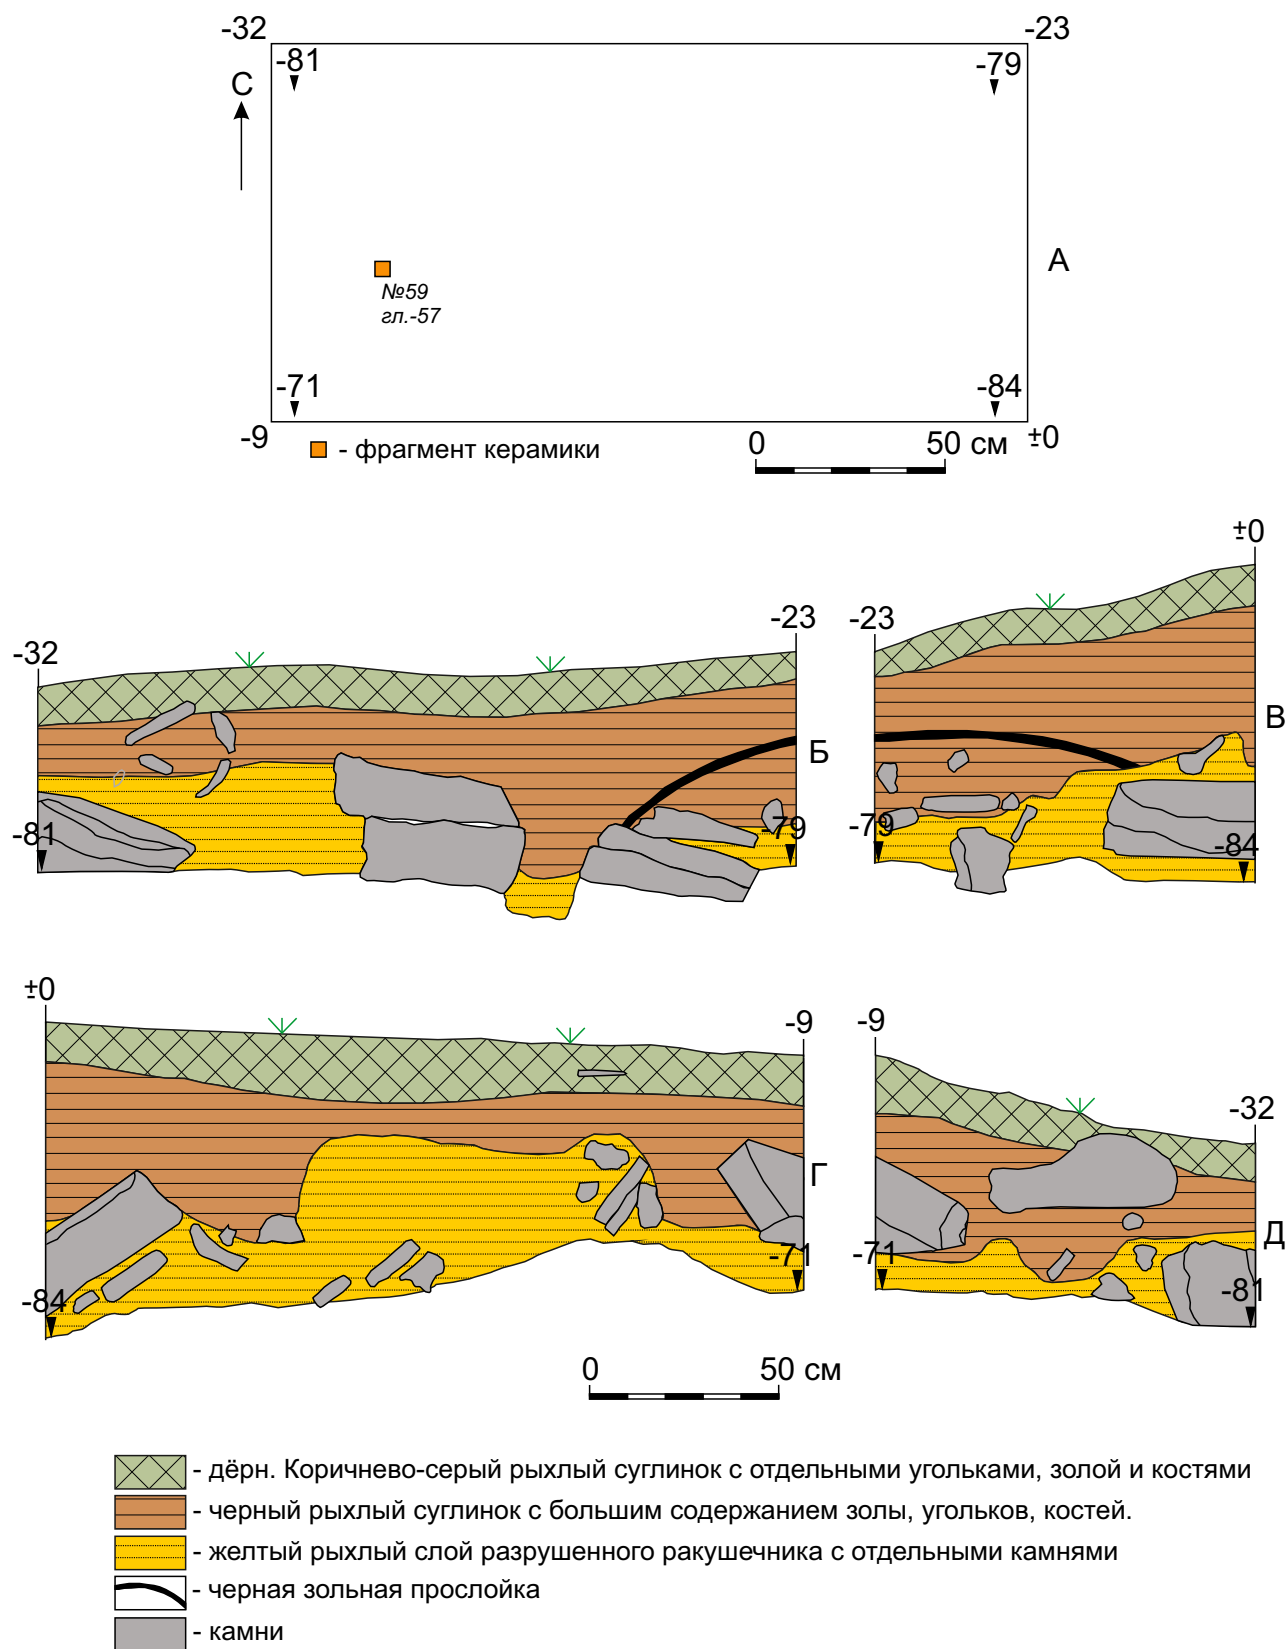 -32
-23
-81
-79
С
А
№59
гл.-57
-71
-84
-9
±0
- фрагмент керамики
0
50 см
±0
-23
-23
-32
В
Б
-81
-79
-79
-84
±0
-9
-9
-32
Г
Д
-71
-71
-84
-81
0
50 см
- дёрн. Коричнево-серый рыхлый суглинок с отдельными угольками, золой и костями
- черный рыхлый суглинок с большим содержанием золы, угольков, костей.
- желтый рыхлый слой разрушенного ракушечника с отдельными камнями
- черная зольная прослойка
- камни